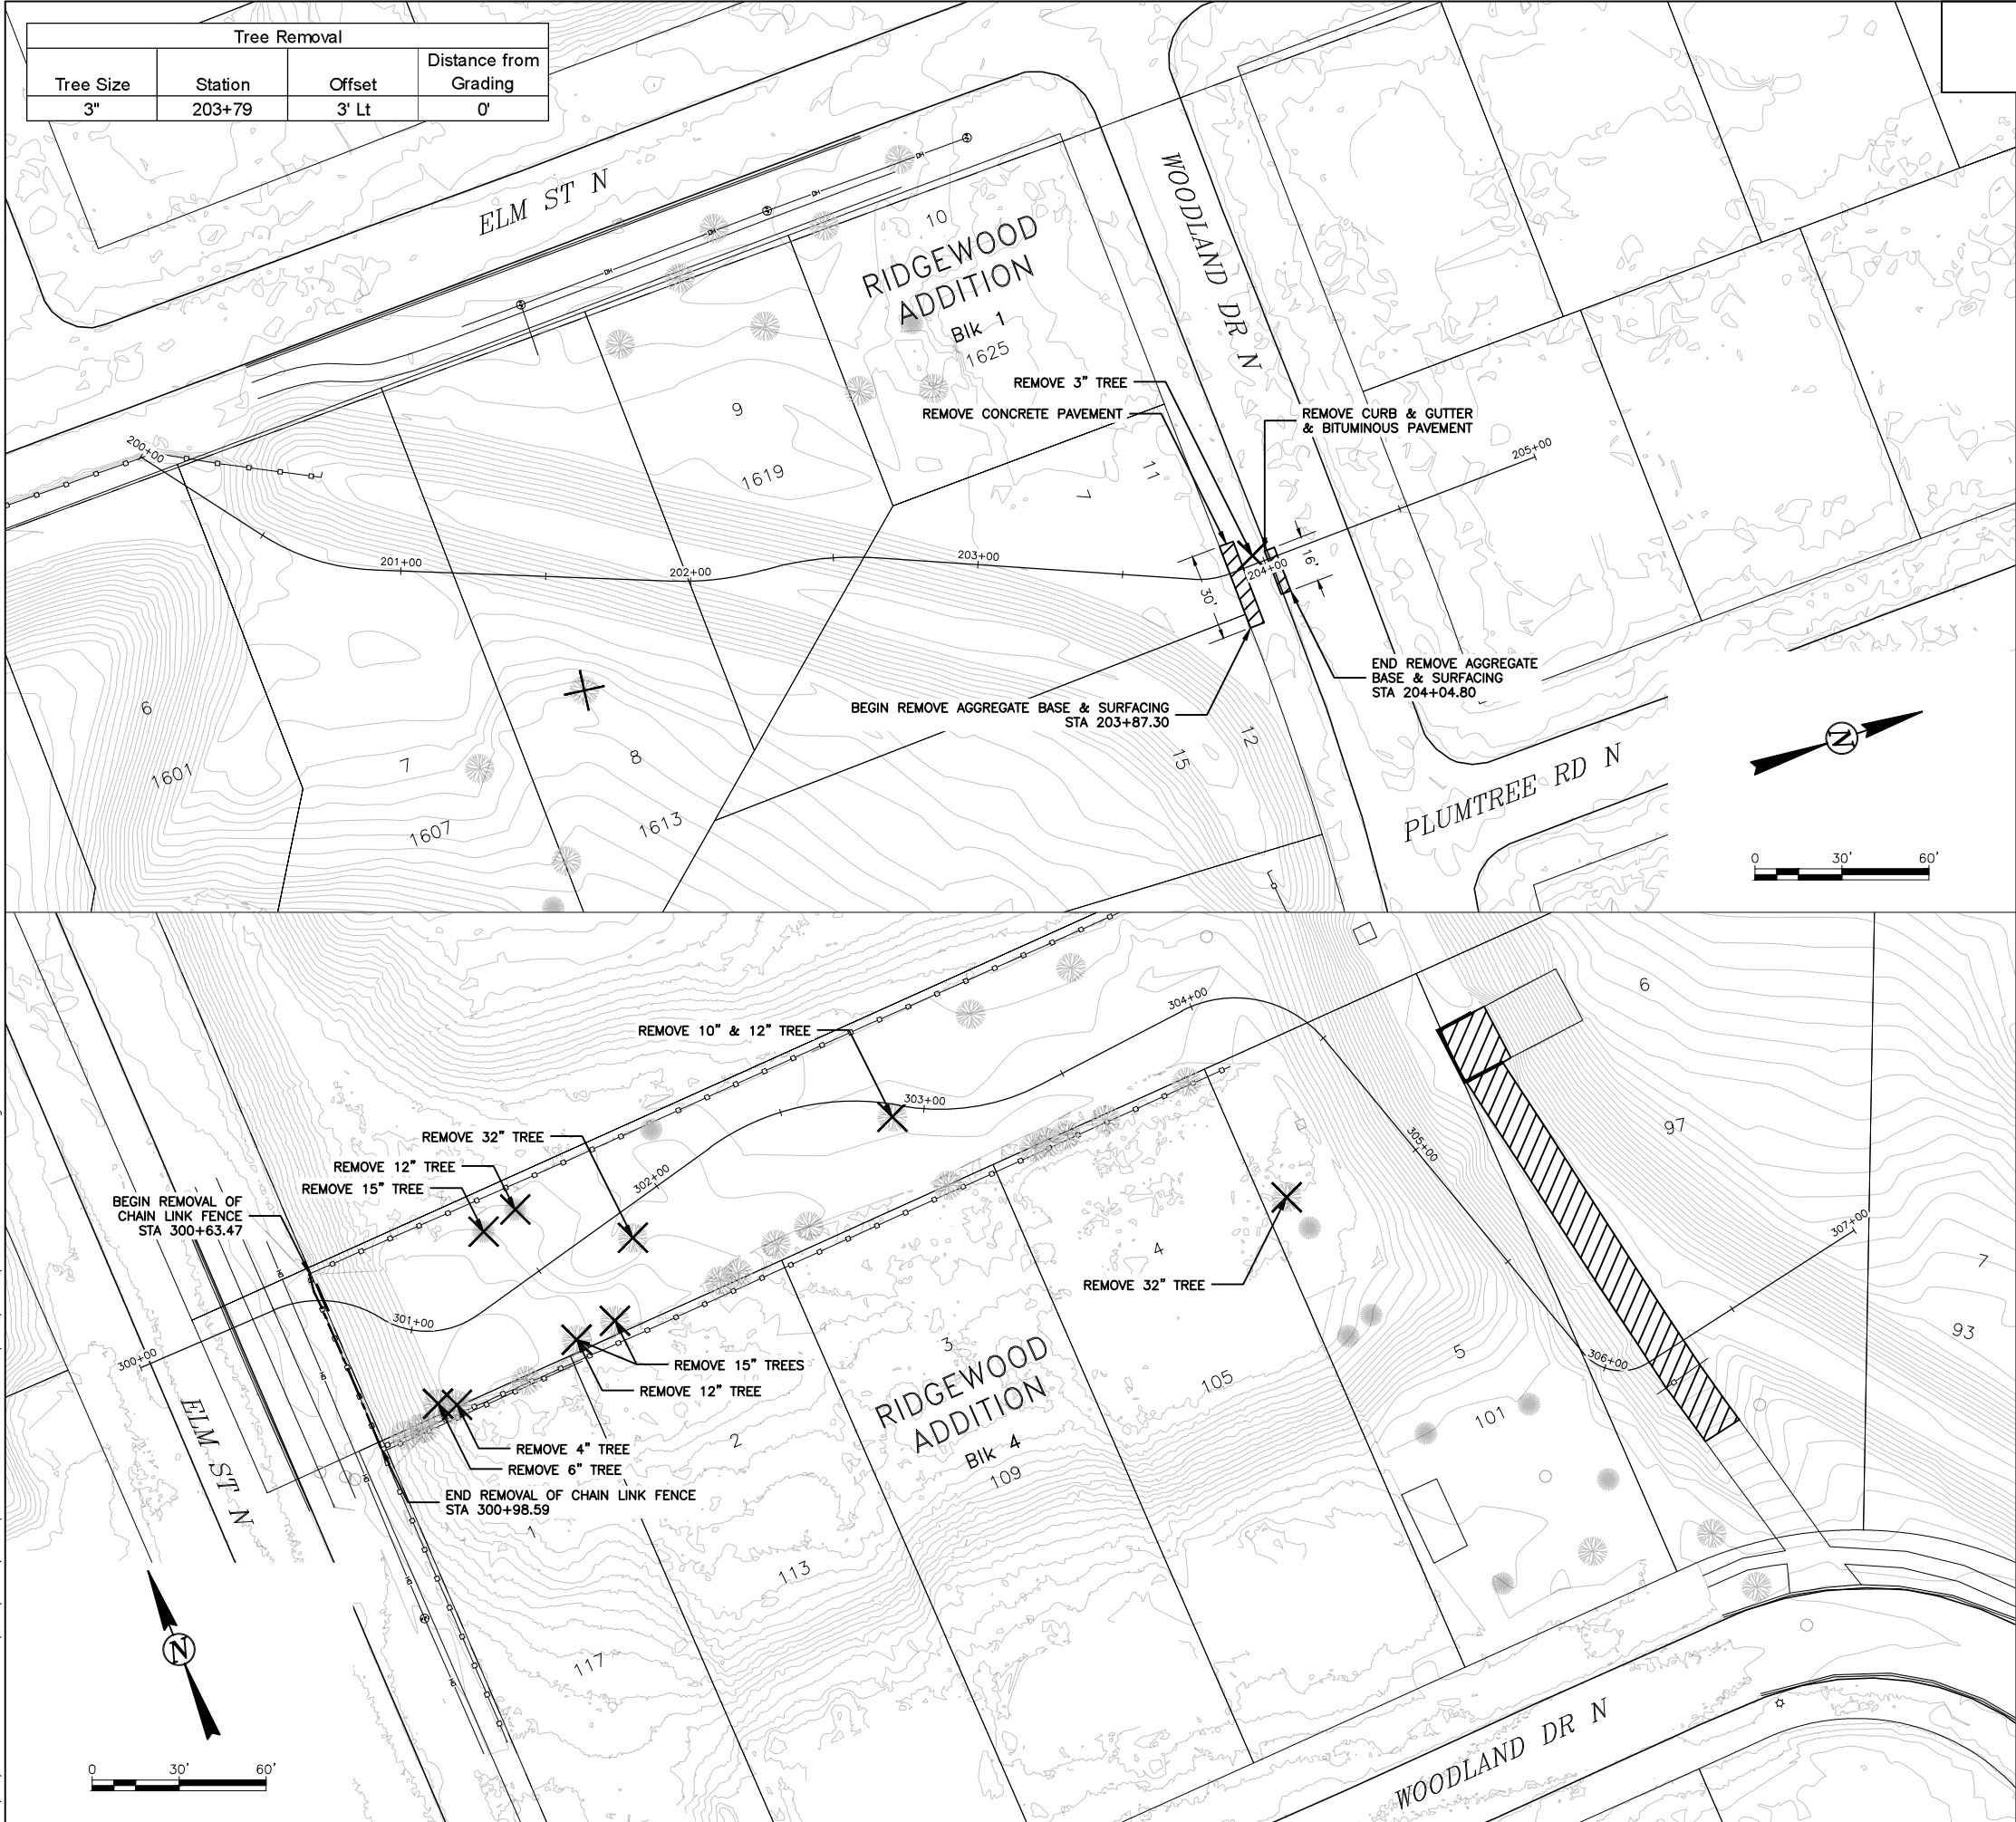 Tree Removal
Tree Size
Station
Offset
Distance from
Grading
3"
203+79
3' Lt
0'
ELM ST N
WOODLAND DR N
10
RIDGEWOOD
ADDITION
Blk 1
1625
REMOVE 3" TREE
REMOVE CONCRETE PAVEMENT
REMOVE CURB & GUTTER
& BITUMINOUS PAVEMENT
9
1619
11
7
200+00
201+00
202+00
203+00
204+00
205+00
16'
30'
END REMOVE AGGREGATE
BASE & SURFACING
STA 204+04.80
BEGIN REMOVE AGGREGATE BASE & SURFACING
STA 203+87.30
6
1601
7
1607
8
1613
15
12
PLUMTREE RD N
N
0 30' 60'
REMOVE 10" & 12" TREE
304+00
303+00
6
97
REMOVE 32" TREE
REMOVE 12" TREE
REMOVE 15" TREE
302+00
305+00
BEGIN REMOVAL OF
CHAIN LINK FENCE
STA 300+63.47
4
REMOVE 32" TREE
307+00
7
93
301+00
300+00
306+00
REMOVE 15" TREES
REMOVE 12" TREE
3
RIDGEWOOD
ADDITION
Blk 4
109
105
5
101
ELM ST N
2
REMOVE 4" TREE
REMOVE 6" TREE
END REMOVAL OF CHAIN LINK FENCE
STA 300+98.59
1
113
117
N
0 30' 60'
WOODLAND DR N